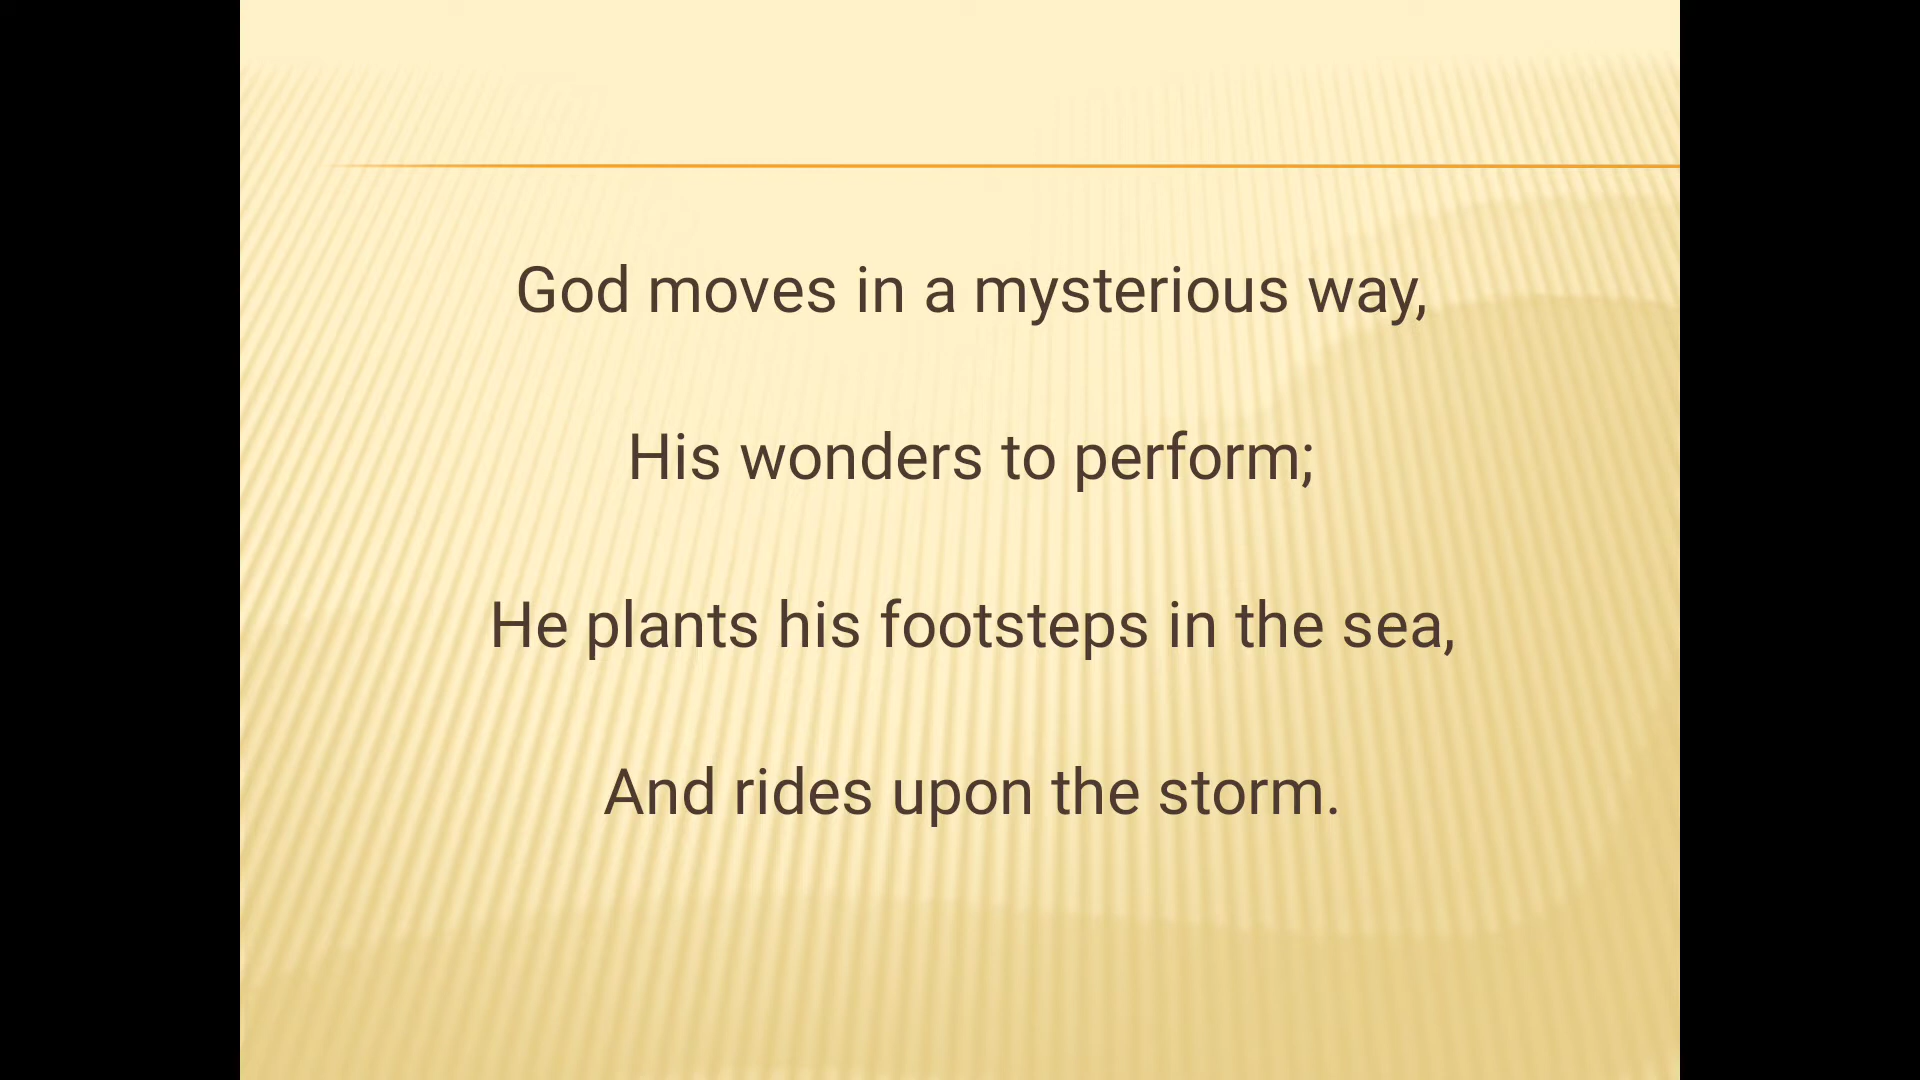 God moves in a mysterious way,
His wonders to perform;
He plants his footsteps in the sea,
And rides upon the storm.